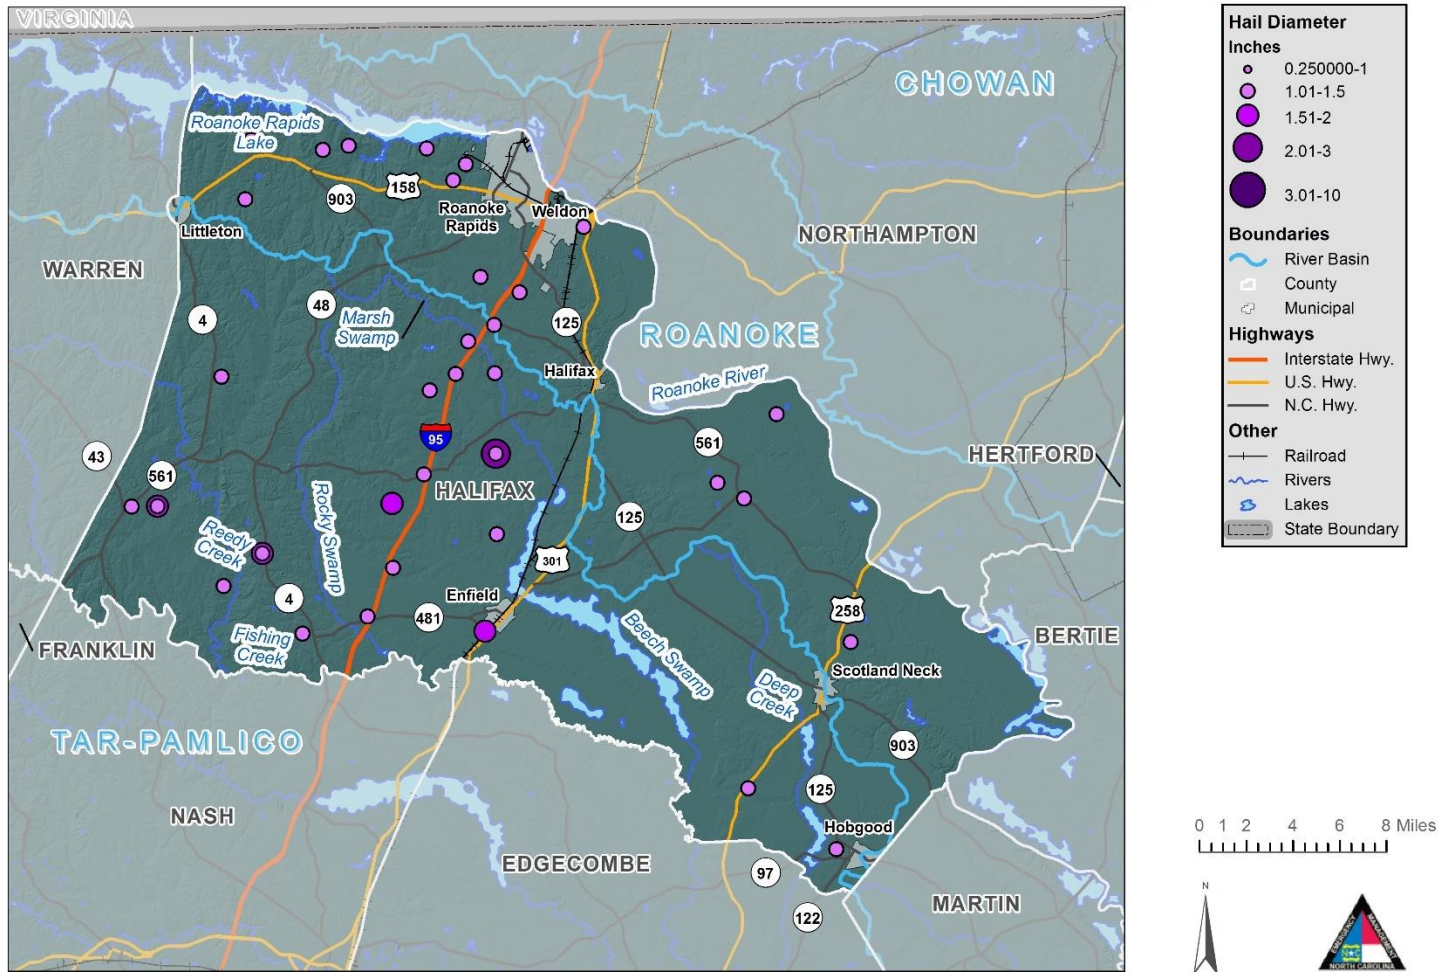 VIRGINIA
CHOWAN
Roanoke Rapids
Lake
158
903
Roanoke
Rapids
Weldon
Littleton
NORTHAMPTON
WARREN
4
48
Marsh
Swamp
125
ROANOKE
Halifax
Roanoke River
95
561
HERTFORD
43
561
HALIFAX
Rocky Swamp
Reedy
Creek
125
301
Enfield
4
481
258
Beech Swamp
BERTIE
FRANKLIN
Fishing
Creek
Scotland Neck
Deep
Creek
TAR-PAMLICO
903
125
NASH
Hobgood
EDGECOMBE
97
MARTIN
122
Hail Diameter
Inches
0.250000-1
1.01-1.5
1.51-2
2.01-3
3.01-10
Boundaries
River Basin
County
Municipal
Highways
Interstate Hwy.
U.S. Hwy.
N.C. Hwy.
Other
Railroad
Rivers
Lakes
State Boundary
0 1 2 4 6 8 Miles
N
EMERGENCY
MANAGEMENT
NORTH CAROLINA